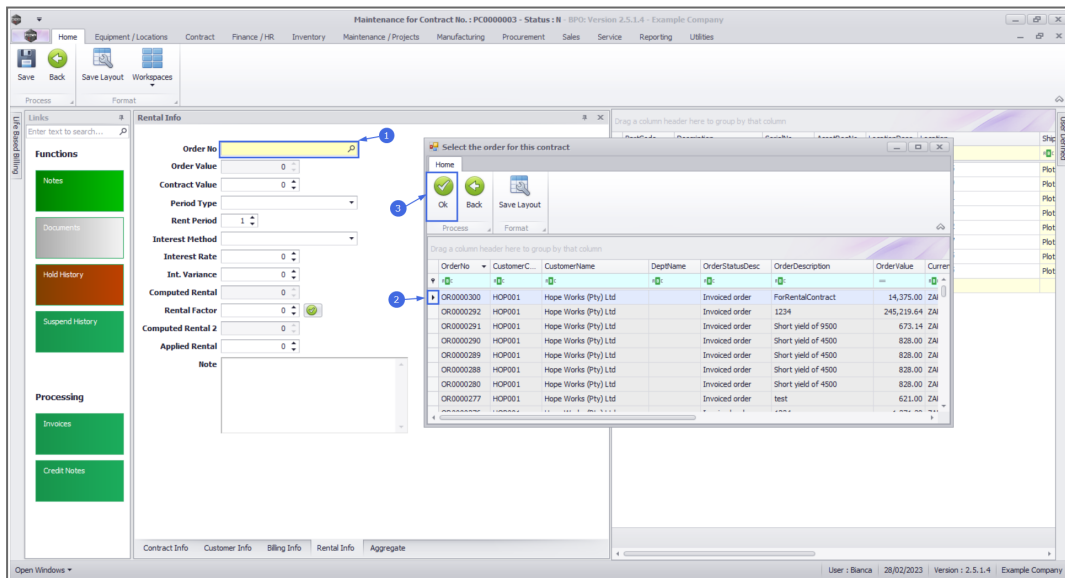 Maintenance for Contract No. : PC0000003 - Status : N - BPO: Version 2.5.1.4 - Example Company
Home Equipment / Locations Contract Finance / HR Inventory Maintenance / Projects Manufacturing Procurement Sales Service Reporting Utilities
Save Back Save Layout Workspaces
Process Format
Life Based Billing
Links
Enter text to search...
Functions
Notes
Documents
Hold History
Suspend History
Processing
Invoices
Credit Notes
Rental Info
1
Order No
Order Value 0
Contract Value 0
Period Type
Rent Period 1
Interest Method
Interest Rate 0
Int. Variance 0
Computed Rental 0
Rental Factor 0
Computed Rental 2 0
Applied Rental 0
Note
Contract Info Customer Info Billing Info Rental Info Aggregate
Drag a column header here to group by that column
Ship
Plot
Plot
Plot
Plot
Plot
Plot
Plot
Plot
User Defined
Select the order for this contract
Home
3
Ok Back Save Layout
Process Format
Drag a column header here to group by that column
OrderNo CustomerC... CustomerName DeptName OrderStatusDesc OrderDescription OrderValue Curren
2
OR0000300 HOP001 Hope Works (Pty) Ltd Invoiced order ForRentalContract 14,375.00 ZAI
OR0000292 HOP001 Hope Works (Pty) Ltd Invoiced order 1234 245,219.64 ZAI
OR0000291 HOP001 Hope Works (Pty) Ltd Invoiced order Short yield of 9500 673.14 ZAI
OR0000290 HOP001 Hope Works (Pty) Ltd Invoiced order Short yield of 4500 828.00 ZAI
OR0000289 HOP001 Hope Works (Pty) Ltd Invoiced order Short yield of 4500 828.00 ZAI
OR0000288 HOP001 Hope Works (Pty) Ltd Invoiced order Short yield of 4500 828.00 ZAI
OR0000280 HOP001 Hope Works (Pty) Ltd Invoiced order Short yield of 4500 828.00 ZAI
OR0000277 HOP001 Hope Works (Pty) Ltd Invoiced order test 621.00 ZAI
Open Windows
User : Bianca 28/02/2023 Version : 2.5.1.4 Example Company